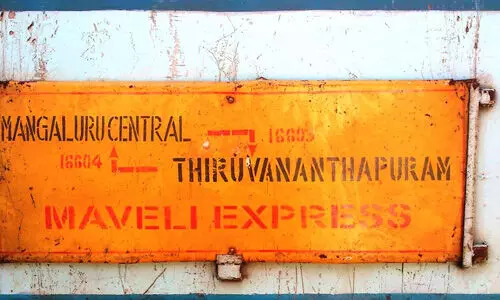 MANGALURU CENTRAL
16603
16604
THIRUVANANTHAPURAM
MAVELI EXPRESS